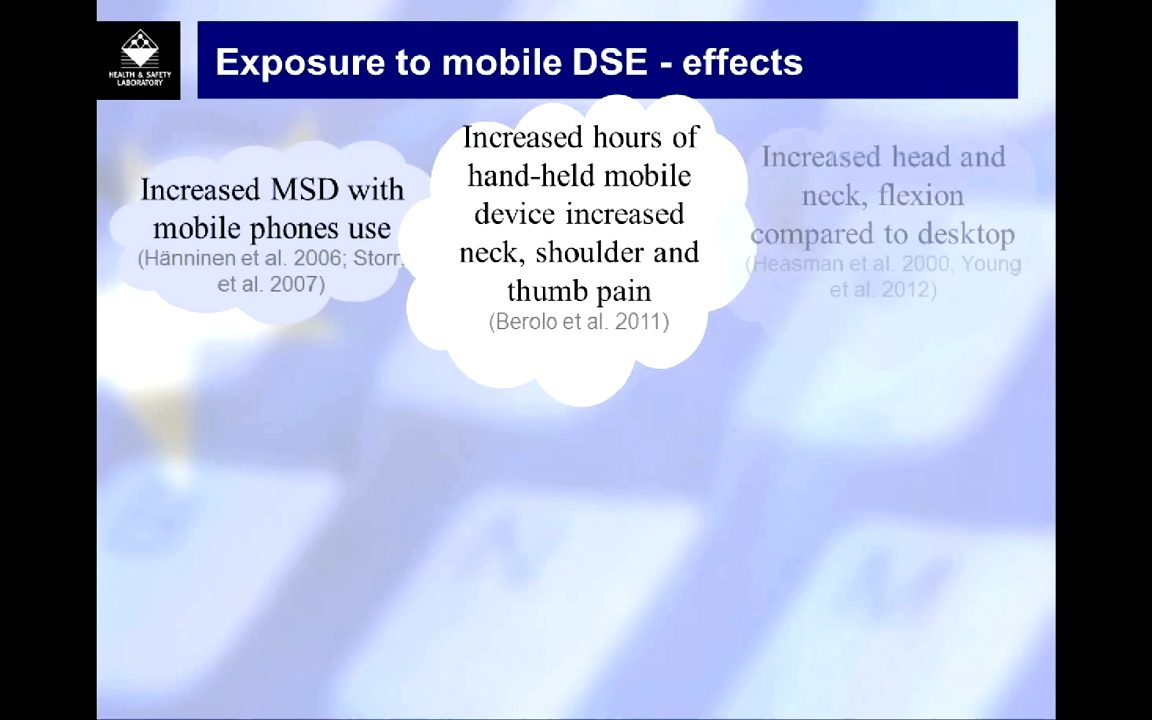 HEALTH & SAFETY
LABORATORY
Exposure to mobile DSE - effects
Increased MSD with
mobile phones use
(Hänninen et al. 2006; Storr,
et al. 2007)
Increased hours of
hand-held mobile
device increased
neck, shoulder and
thumb pain
(Berolo et al. 2011)
Increased head and
neck, flexion
compared to desktop
(Heasman et al. 2000; Young
et al. 2012)